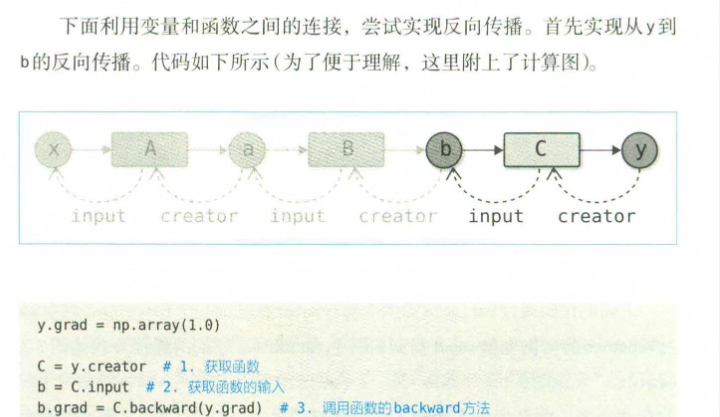 下面利用变量和函数之间的连接，尝试实现反向传播。首先实现从y到
b的反向传播。代码如下所示（为了便于理解，这里附上了计算图）。
x A a B b C y
input creator input creator input creator
y.grad = np.array(1.0)
C = y.creator # 1. 获取函数
b = C.input # 2. 获取函数的输入
b.grad = C.backward(y.grad) # 3. 调用函数的backward方法